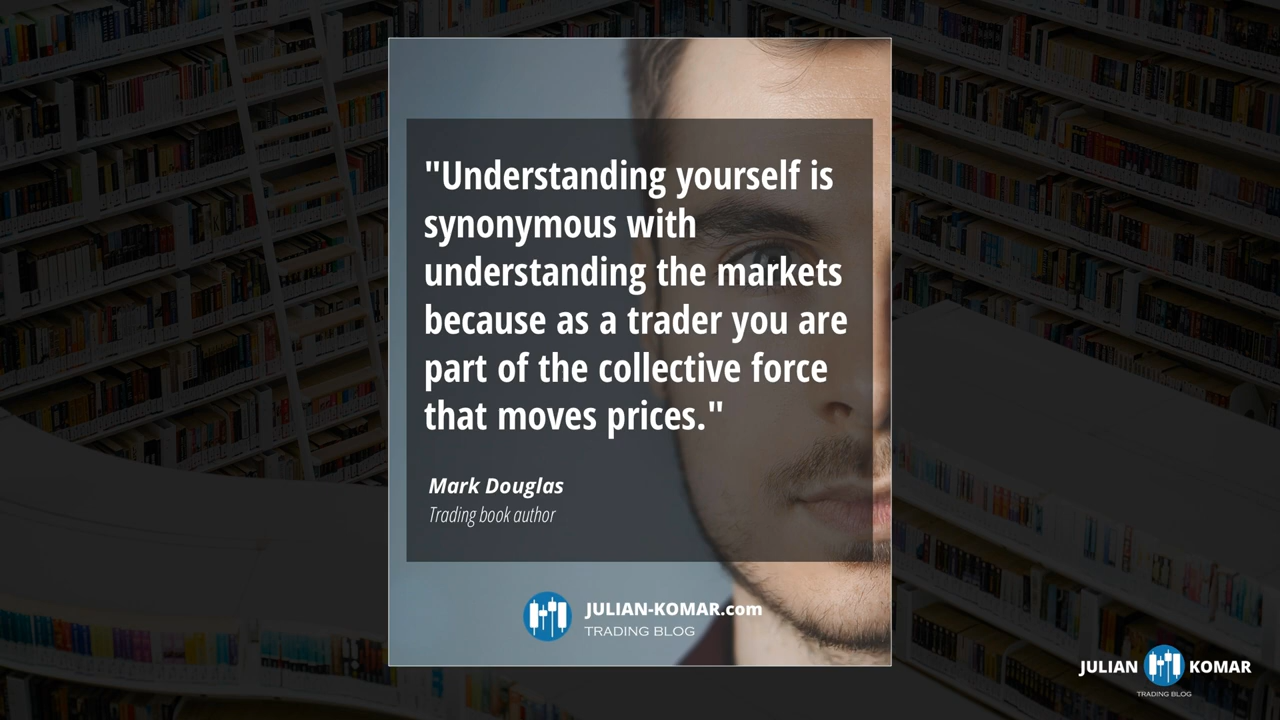 "Understanding yourself is
synonymous with
understanding the markets
because as a trader you are
part of the collective force
that moves prices."
Mark Douglas
Trading book author
JULIAN-KOMAR.com
TRADING BLOG
JULIAN KOMAR
TRADING BLOG